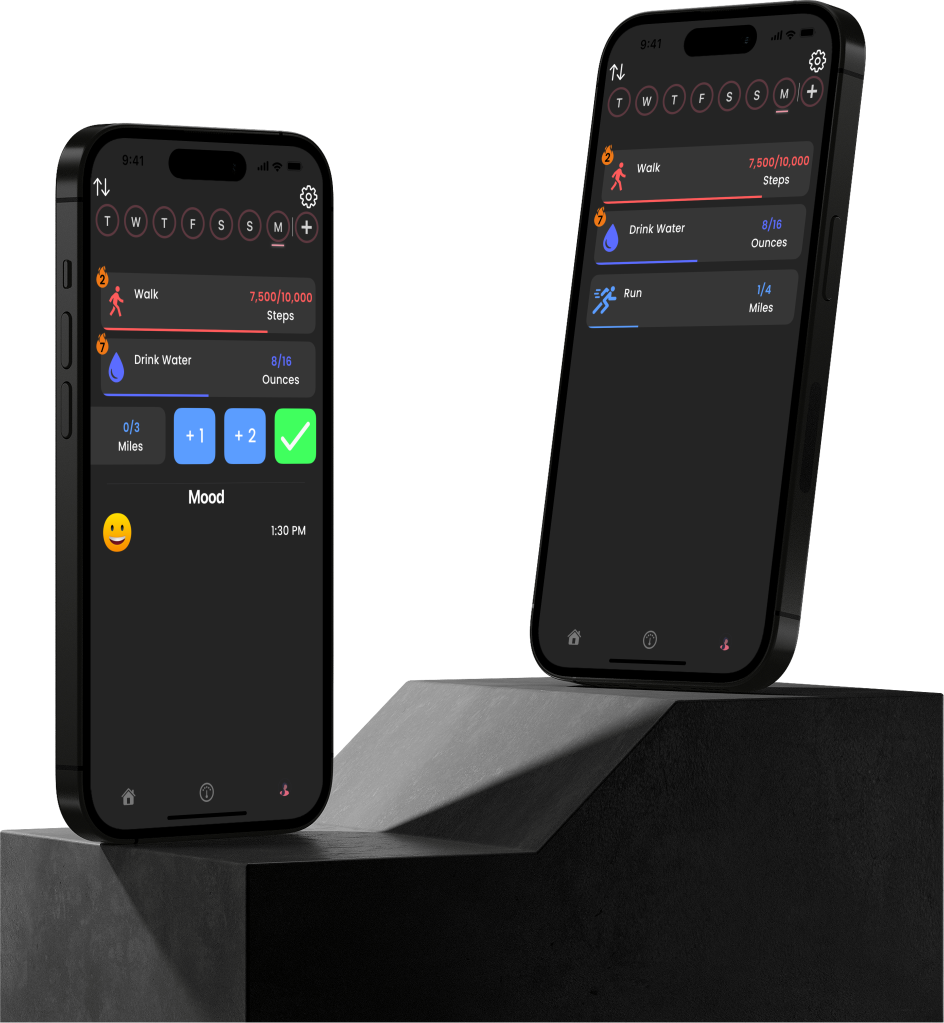 9:41
T W T F S S M +
2
Walk
7,500/10,000
Steps
7
Drink Water
8/16
Ounces
0/3
Miles
+ 1
+ 2
Mood
1:30 PM
9:41
T W T F S S M +
2
Walk
7,500/10,000
Steps
7
Drink Water
8/16
Ounces
Run
1/4
Miles